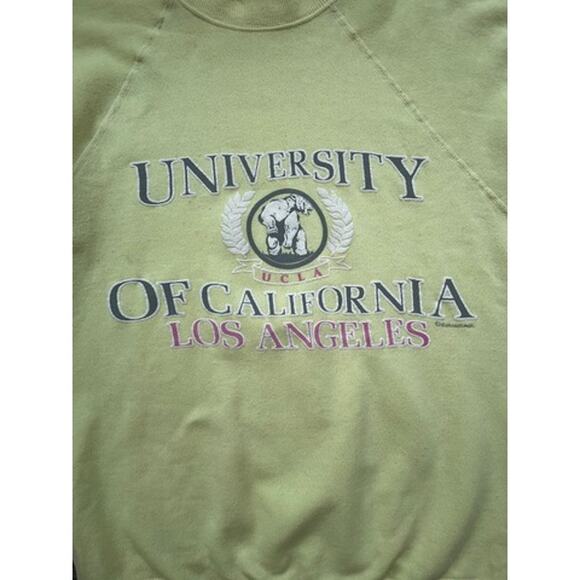 UNIVERSITY
UCLA
OF CALIFORNIA
LOS ANGELES